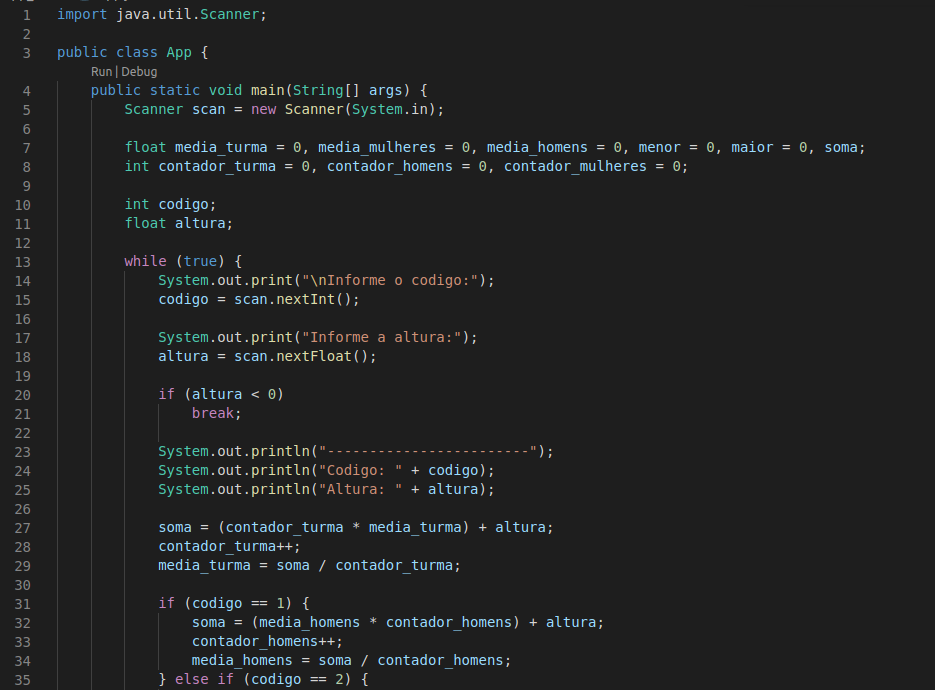 1 import java.util.Scanner;
2
3 public class App {
Run | Debug
4 public static void main(String[] args) {
5 Scanner scan = new Scanner(System.in);
6
7 float media_turma = 0, media_mulheres = 0, media_homens = 0, menor = 0, maior = 0, soma;
8 int contador_turma = 0, contador_homens = 0, contador_mulheres = 0;
9
10 int codigo;
11 float altura;
12
13 while (true) {
14 System.out.print("\nInforme o codigo:");
15 codigo = scan.nextInt();
16
17 System.out.print("Informe a altura:");
18 altura = scan.nextFloat();
19
20 if (altura < 0)
21 break;
22
23 System.out.println("------------------------");
24 System.out.println("Codigo: " + codigo);
25 System.out.println("Altura: " + altura);
26
27 soma = (contador_turma * media_turma) + altura;
28 contador_turma++;
29 media_turma = soma / contador_turma;
30
31 if (codigo == 1) {
32 soma = (media_homens * contador_homens) + altura;
33 contador_homens++;
34 media_homens = soma / contador_homens;
35 } else if (codigo == 2) {